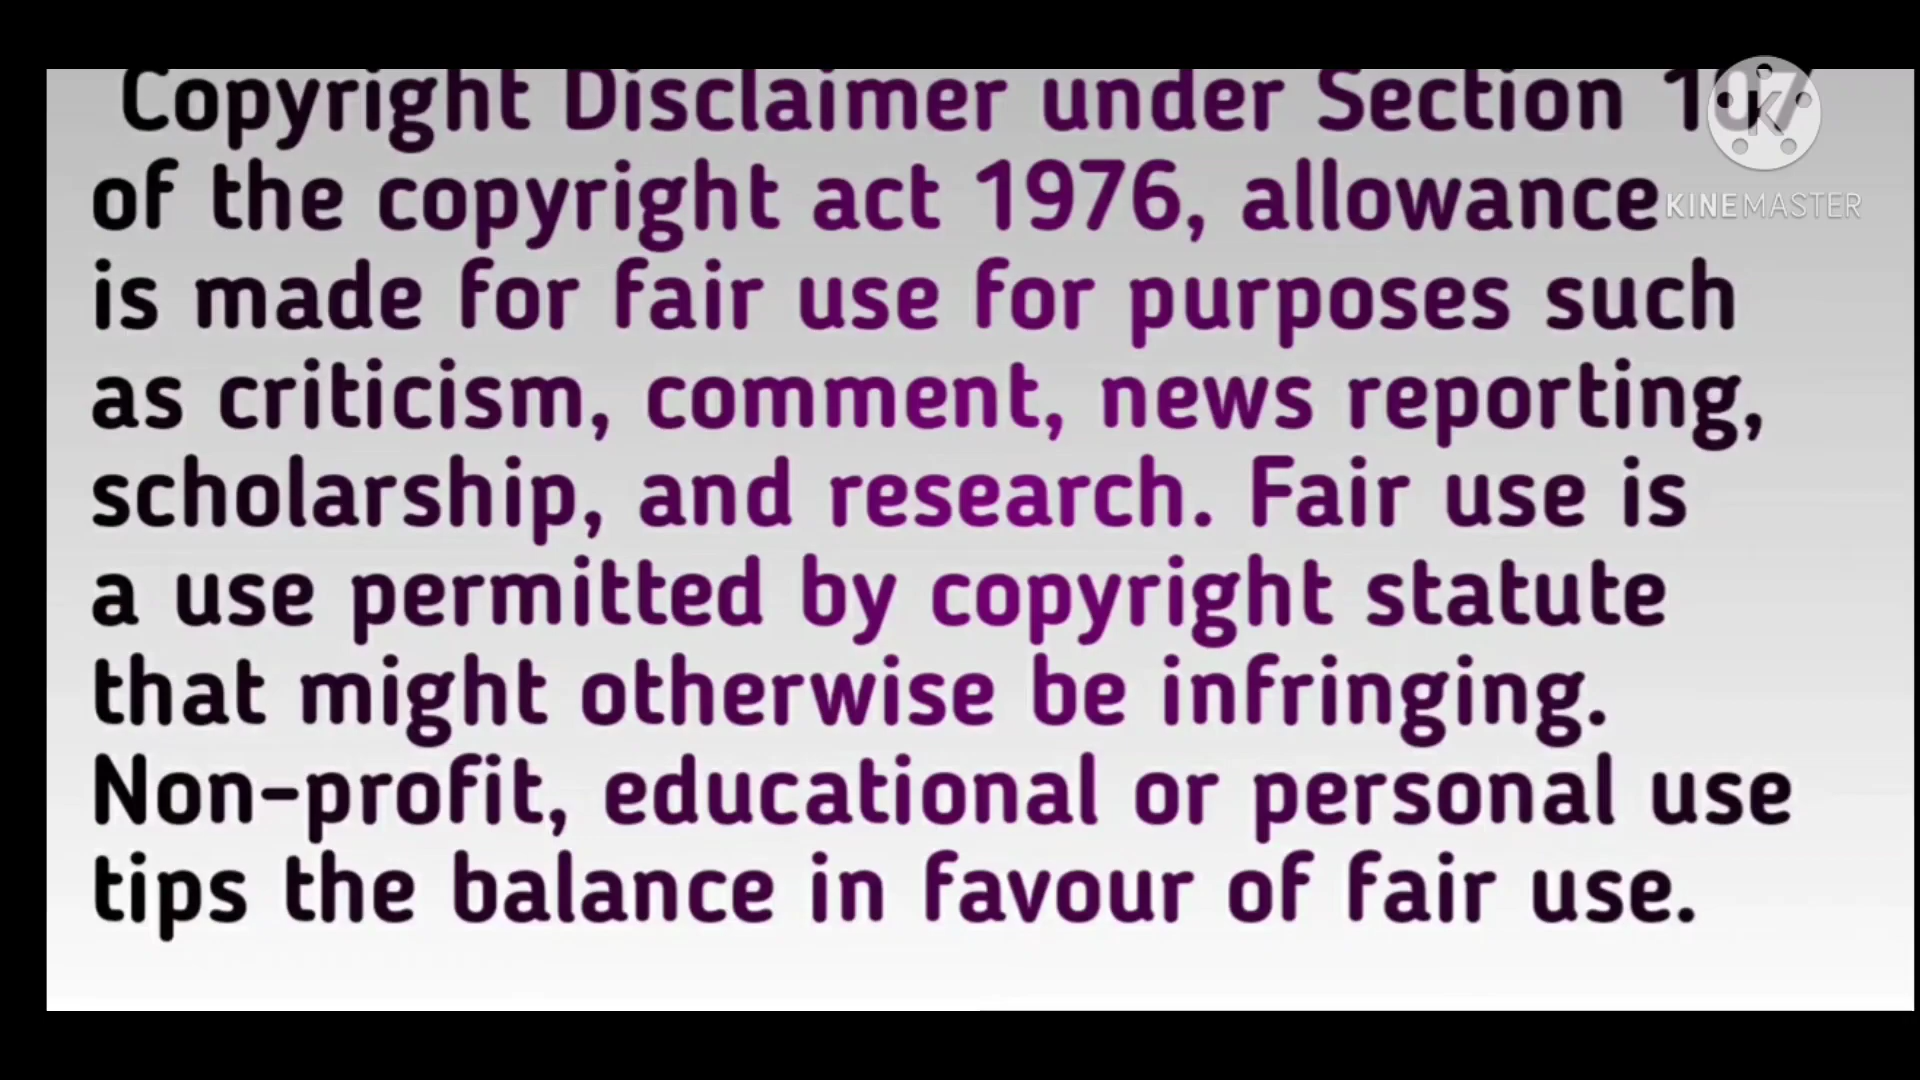 Copyright Disclaimer under Section 107
of the copyright act 1976, allowance
is made for fair use for purposes such
as criticism, comment, news reporting,
scholarship, and research. Fair use is
a use permitted by copyright statute
that might otherwise be infringing.
Non-profit, educational or personal use
tips the balance in favour of fair use.
K
KINEMASTER